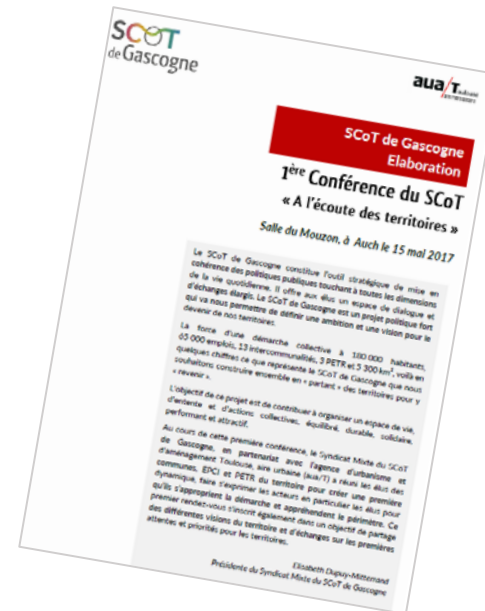 SCOT
de Gascogne
aua/T
SCoT de Gascogne
Elaboration
1ère Conférence du SCoT
« A l'écoute des territoires »
Salle du Mouzon, à Auch le 15 mai 2017
Le SCoT de Gascogne constitue l'outil stratégique de mise en
cohérence des politiques publiques touchant à toutes les dimensions
de la vie quotidienne. Il offre aux élus un espace de dialogue et
d'échanges élargis. Le SCoT de Gascogne est un projet politique fort
qui va nous permettre de définir une ambition et une vision pour le
devenir de nos territoires.
La force d'une démarche collective à 180 000 habitants,
65 000 emplois, 13 intercommunalités, 3 PETR et 5 300 km², voilà en
quelques chiffres ce que représente le SCoT de Gascogne que nous
souhaitons construire ensemble en « partant » des territoires pour y
« revenir ».
L'objectif de ce projet est de contribuer à organiser un espace de vie,
d'entente et d'actions collectives, équilibré, durable, solidaire,
performant et attractif.
Au cours de cette première conférence, le Syndicat Mixte du SCoT
de Gascogne, en partenariat avec l'agence d'urbanisme et
d'aménagement Toulouse, aire urbaine (aua/T) a réuni les élus des
communes, EPCI et PETR du territoire pour créer une première
dynamique, faire s'exprimer les acteurs en particulier les élus pour
qu'ils s'approprient la démarche et appréhendent le périmètre. Ce
premier rendez-vous s'inscrit également dans un objectif de partage
des différentes visions du territoire et d'échanges sur les premières
attentes et priorités pour les territoires.
Elisabeth Dupuy-Mitterrand
Présidente du Syndicat Mixte du SCoT de Gascogne